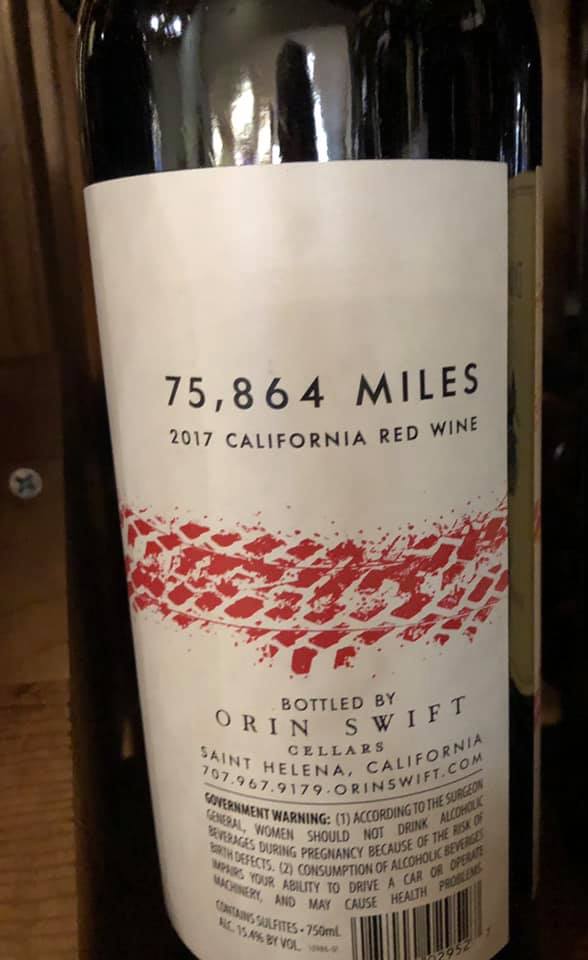 75,864 MILES
2017 CALIFORNIA RED WINE
BOTTLED BY
ORIN SWIFT
CELLARS
SAINT HELENA, CALIFORNIA
707.967.9179·ORINSWIFT.COM
GOVERNMENT WARNING: (1) ACCORDING TO THE SURGEON
GENERAL, WOMEN SHOULD NOT DRINK ALCOHOLIC
BEVERAGES DURING PREGNANCY BECAUSE OF THE RISK OF
BIRTH DEFECTS. (2) CONSUMPTION OF ALCOHOLIC BEVERGES
IMPAIRS YOUR ABILITY TO DRIVE A CAR OR OPERATE
MACHINERY, AND MAY CAUSE HEALTH PROBLEMS.
CONTAINS SULFITES • 750mL
ALC. 15.4% BY VOL.
02952